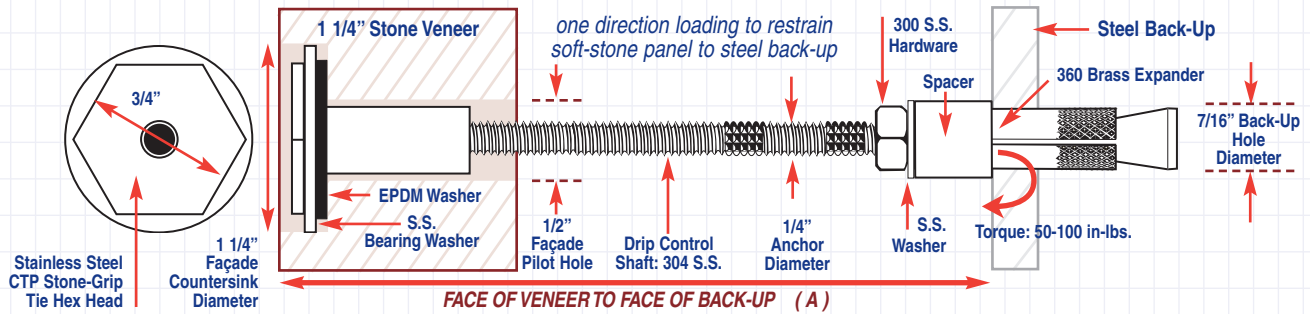 3/4”
Stainless Steel
CTP Stone-Grip
Tie Hex Head
1 1/4”
Façade
Countersink
Diameter
1 1/4” Stone Veneer
EPDM Washer
S.S.
Bearing Washer
one direction loading to restrain
soft-stone panel to steel back-up
1/2”
Façade
Pilot Hole
Drip Control
Shaft: 304 S.S.
1/4”
Anchor
Diameter
300 S.S.
Hardware
Spacer
S.S.
Washer
Steel Back-Up
360 Brass Expander
Torque: 50-100 in-lbs.
7/16” Back-Up
Hole
Diameter
FACE OF VENEER TO FACE OF BACK-UP ( A )